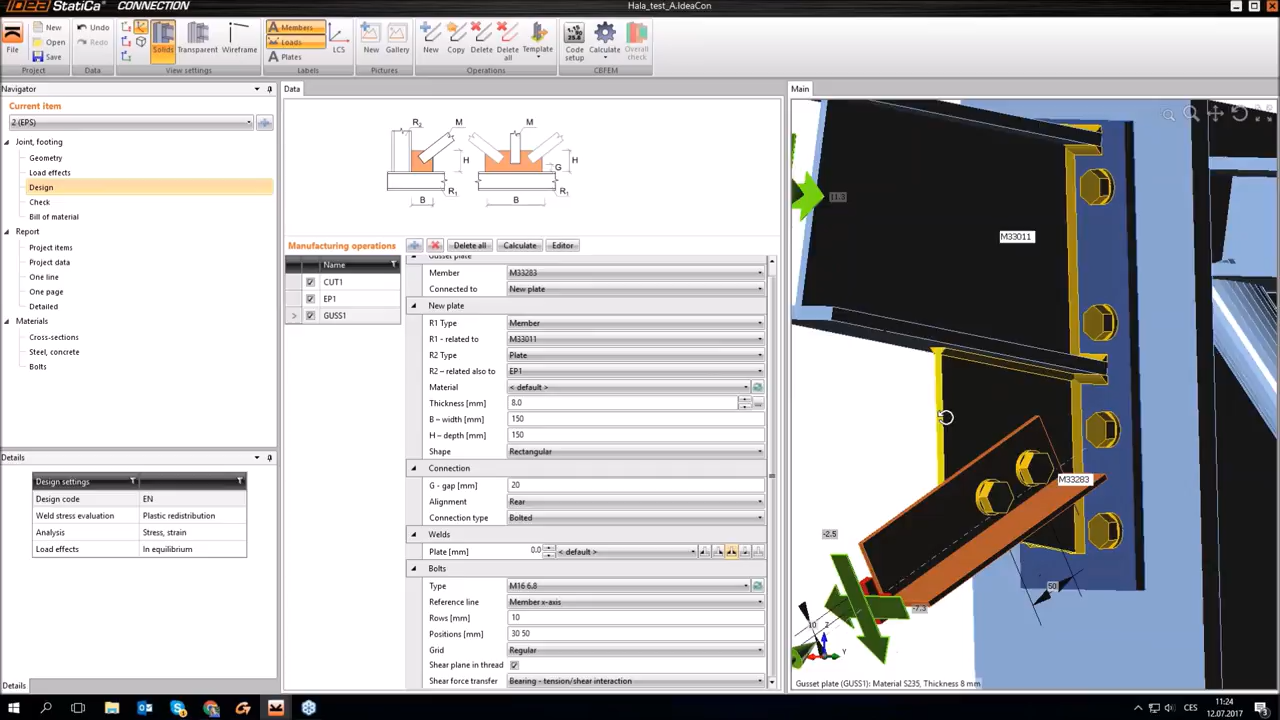 IDEA StatiCa® CONNECTION
Hala_test_A.IdeaCon
File
New
Open
Save
Undo
Redo
Solids
Transparent
Wireframe
Members
Loads
Plates
LCS
New
Gallery
New
Copy
Delete
Delete all
Template
Code setup
Calculate
Overall check
Project
Data
View settings
Labels
Pictures
Operations
CBFEM
Navigator
Current item
2 (EPS)
Joint, footing
Geometry
Load effects
Design
Check
Bill of material
Report
Project items
Project data
One line
One page
Detailed
Materials
Cross-sections
Steel, concrete
Bolts
Details
Design settings
Design code EN
Weld stress evaluation Plastic redistribution
Analysis Stress, strain
Load effects In equilibrium
Details
Data
R2 M M
H G H
R1 R1
B B
Manufacturing operations
Delete all
Calculate
Editor
Name
CUT1
EP1
GUSS1
Gusset plate
Member M33283
Connected to New plate
New plate
R1 Type Member
R1 - related to M33011
R2 Type Plate
R2 – related also to EP1
Material < default >
Thickness [mm] 8.0
B – width [mm] 150
H – depth [mm] 150
Shape Rectangular
Connection
G - gap [mm] 20
Alignment Rear
Connection type Bolted
Welds
Plate [mm] 0.0 < default >
Bolts
Type M16 6.8
Reference line Member x-axis
Rows [mm] 10
Positions [mm] 30 50
Grid Regular
Shear plane in thread
Shear force transfer Bearing - tension/shear interaction
Main
M33011
M33283
50
-2.5
-7.3
10
Z
Y
Gusset plate (GUSS1): Material S235, Thickness 8 mm
CES
11:24
12.07.2017